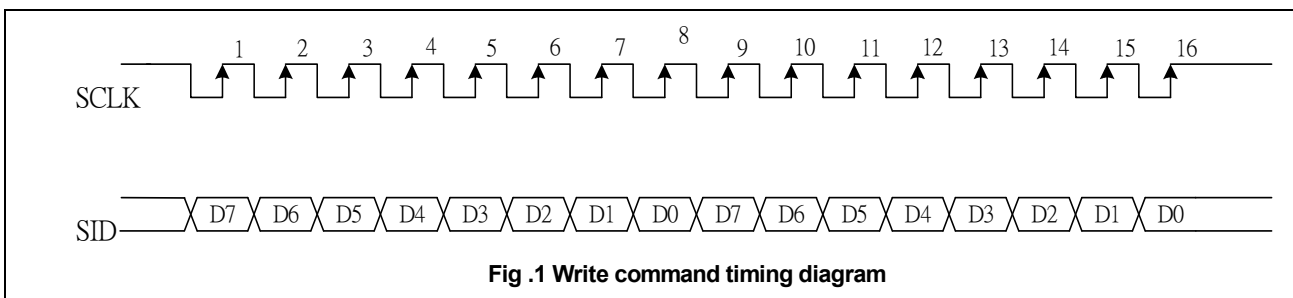 1 2 3 4 5 6 7 8 9 10 11 12 13 14 15 16
SCLK
D7 D6 D5 D4 D3 D2 D1 D0 D7 D6 D5 D4 D3 D2 D1 D0
SID
Fig .1 Write command timing diagram